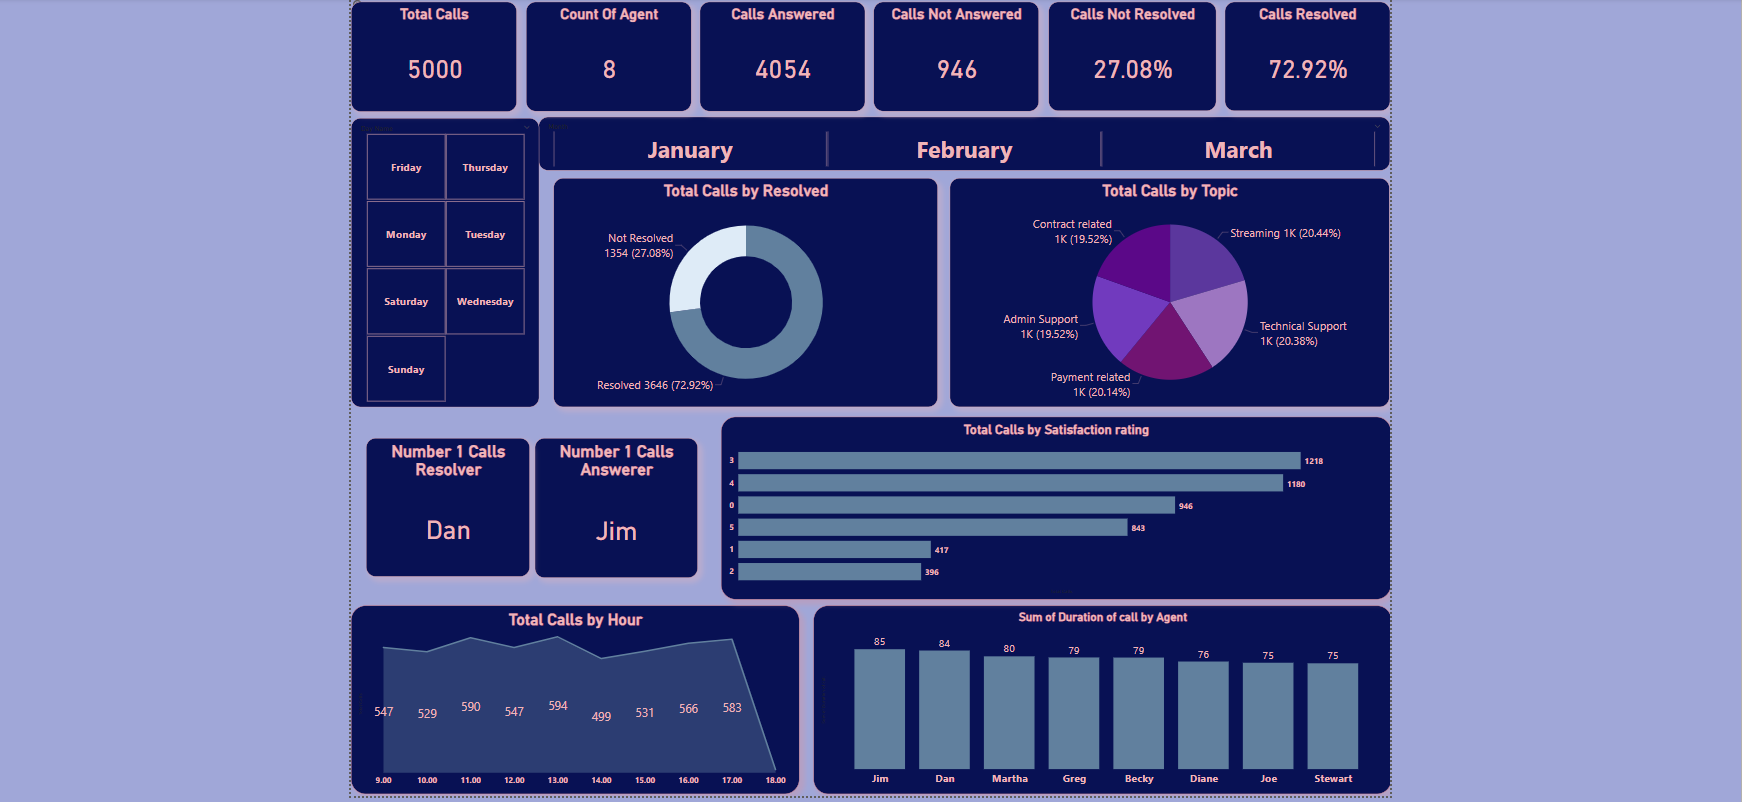 Total Calls
5000
Count Of Agent
8
Calls Answered
4054
Calls Not Answered
946
Calls Not Resolved
27.08%
Calls Resolved
72.92%
Friday
Thursday
Monday
Tuesday
Saturday
Wednesday
Sunday
January
February
March
Total Calls by Resolved
Not Resolved
1354 (27.08%)
Resolved 3646 (72.92%)
Total Calls by Topic
Contract related
1K (19.52%)
Streaming 1K (20.44%)
Admin Support
1K (19.52%)
Technical Support
1K (20.38%)
Payment related
1K (20.14%)
Number 1 Calls
Resolver
Dan
Number 1 Calls
Answerer
Jim
Total Calls by Satisfaction rating
3 1218
4 1180
0 946
5 843
1 417
2 396
Total Calls by Hour
547 529 590 547 594 499 531 566 583
9.00 10.00 11.00 12.00 13.00 14.00 15.00 16.00 17.00 18.00
Sum of Duration of call by Agent
85 84 80 79 79 76 75 75
Jim Dan Martha Greg Becky Diane Joe Stewart